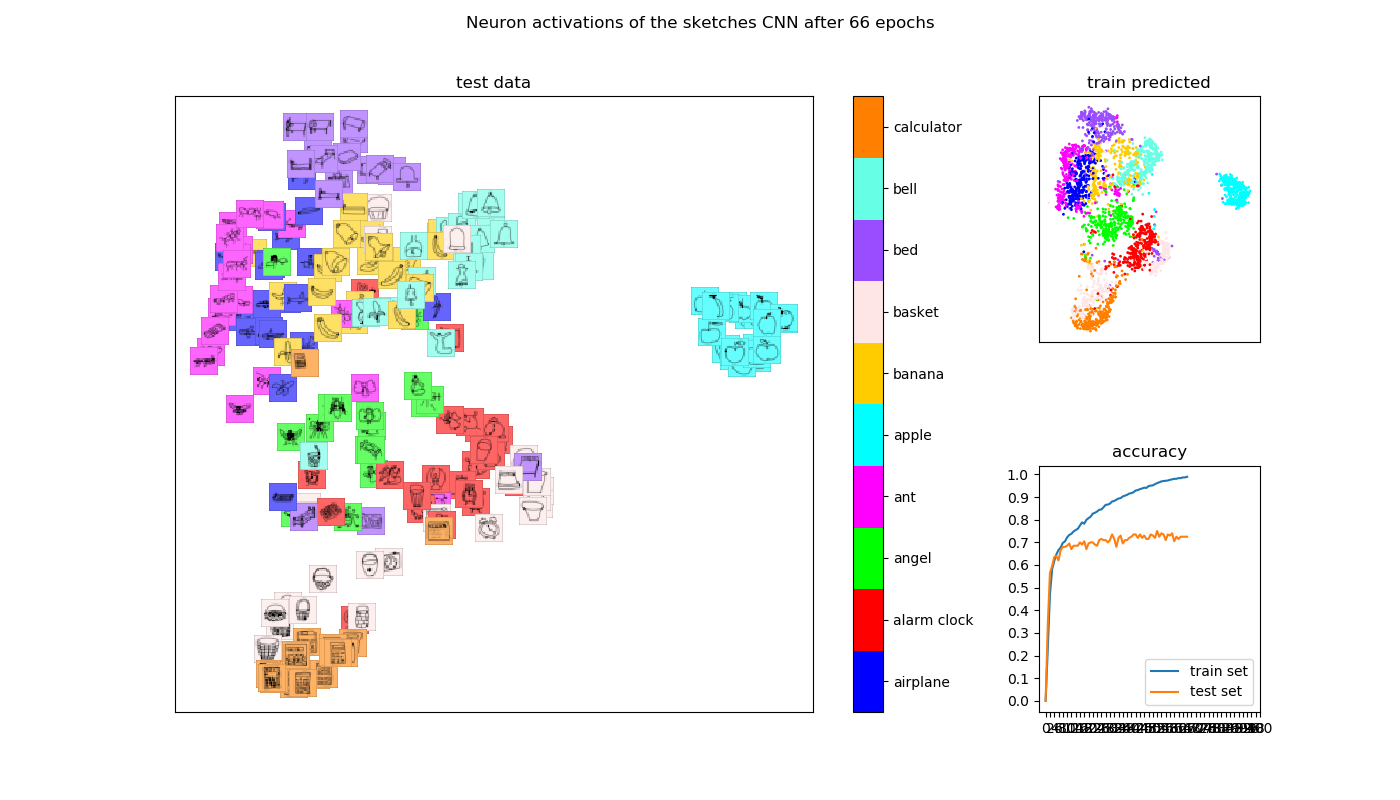 Neuron activations of the sketches CNN after 66 epochs
test data
calculator
bell
bed
basket
banana
apple
ant
angel
alarm clock
airplane
train predicted
accuracy
1.0
0.9
0.8
0.7
0.6
0.5
0.4
0.3
0.2
0.1
0.0
train set
test set